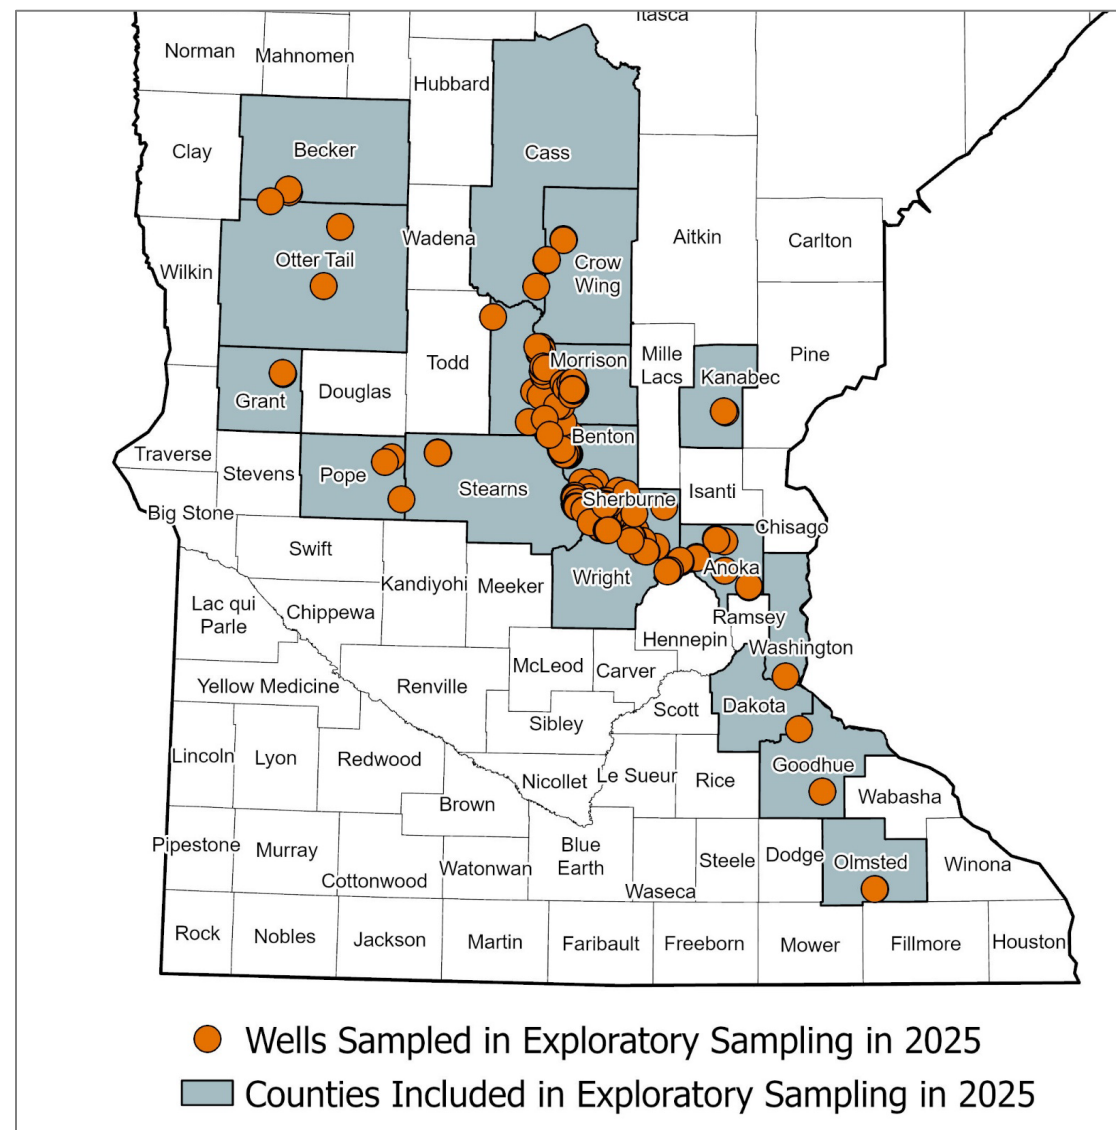 Itasca
Norman
Mahnomen
Hubbard
Clay
Becker
Cass
Wadena
Aitkin
Carlton
Otter Tail
Crow
Wing
Wilkin
Todd
Morrison
Mille
Lacs
Pine
Kanabec
Grant
Douglas
Benton
Traverse
Stevens
Pope
Stearns
Sherburne
Isanti
Big Stone
Chisago
Swift
Anoka
Kandiyohi
Meeker
Wright
Lac qui
Parle
Chippewa
Ramsey
Hennepin
Washington
McLeod
Carver
Yellow Medicine
Renville
Scott
Dakota
Sibley
Lincoln
Lyon
Redwood
Goodhue
Nicollet
Le Sueur
Rice
Brown
Wabasha
Pipestone
Murray
Blue
Earth
Cottonwood
Watonwan
Waseca
Steele
Dodge
Olmsted
Winona
Rock
Nobles
Jackson
Martin
Faribault
Freeborn
Mower
Fillmore
Houston
Wells Sampled in Exploratory Sampling in 2025
Counties Included in Exploratory Sampling in 2025